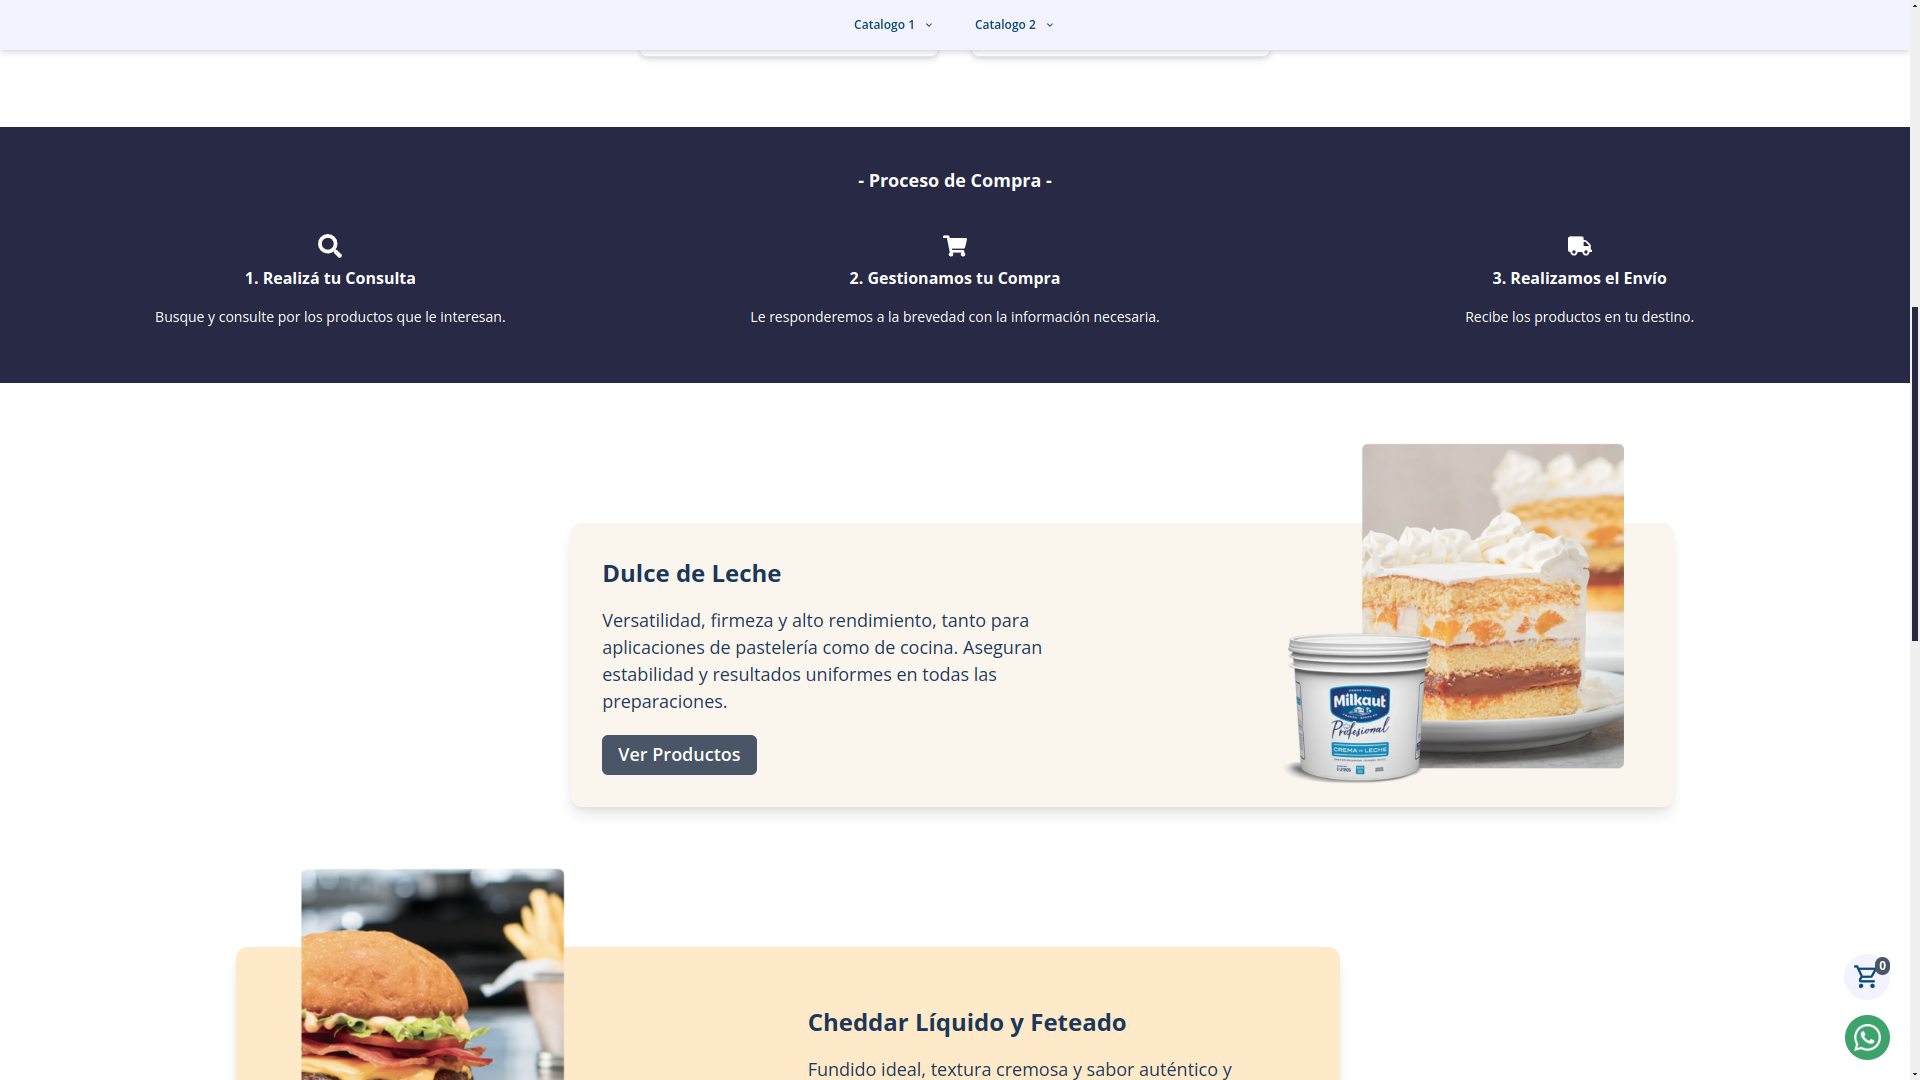 Catalogo 1
Catalogo 2
- Proceso de Compra -
1. Realizá tu Consulta
Busque y consulte por los productos que le interesan.
2. Gestionamos tu Compra
Le responderemos a la brevedad con la información necesaria.
3. Realizamos el Envío
Recibe los productos en tu destino.
Dulce de Leche
Versatilidad, firmeza y alto rendimiento, tanto para
aplicaciones de pastelería como de cocina. Aseguran
estabilidad y resultados uniformes en todas las
preparaciones.
Ver Productos
Milkaut
Profesional
CREMA DE LECHE
Cheddar Líquido y Feteado
Fundido ideal, textura cremosa y sabor auténtico y
0